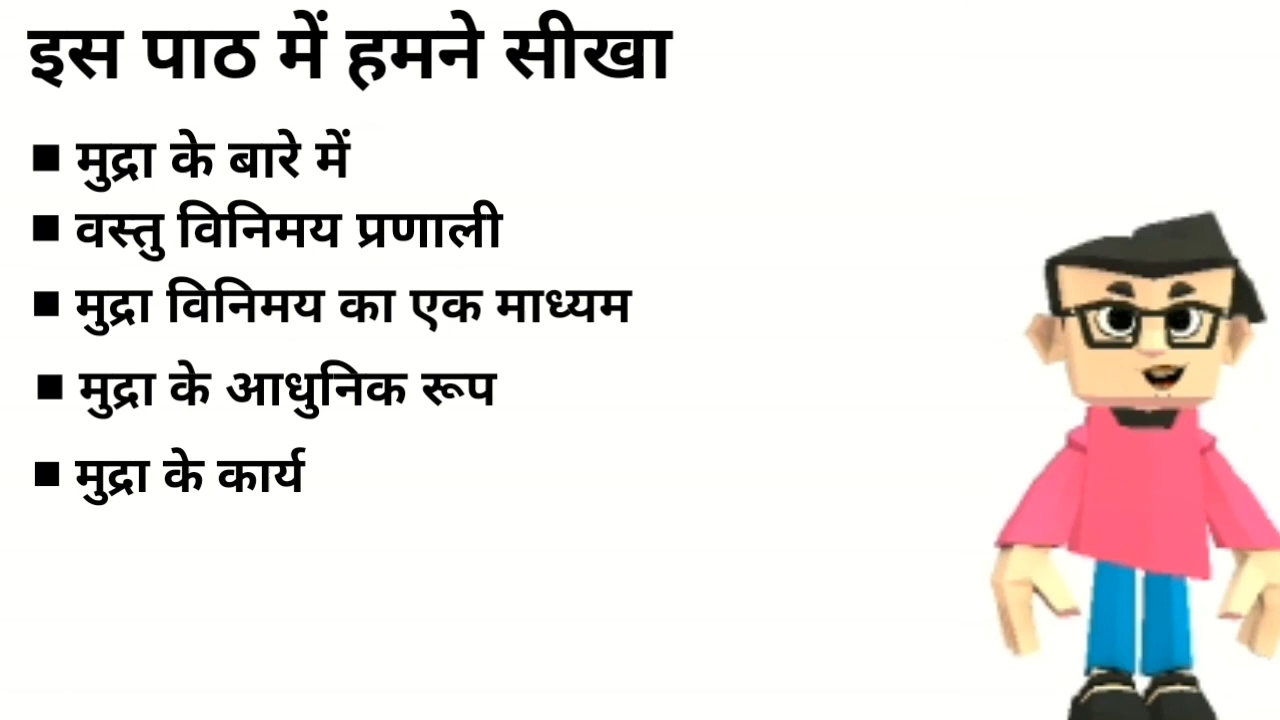 इस पाठ में हमने सीखा
■ मुद्रा के बारे में
■ वस्तु विनिमय प्रणाली
■ मुद्रा विनिमय का एक माध्यम
■ मुद्रा के आधुनिक रूप
■ मुद्रा के कार्य